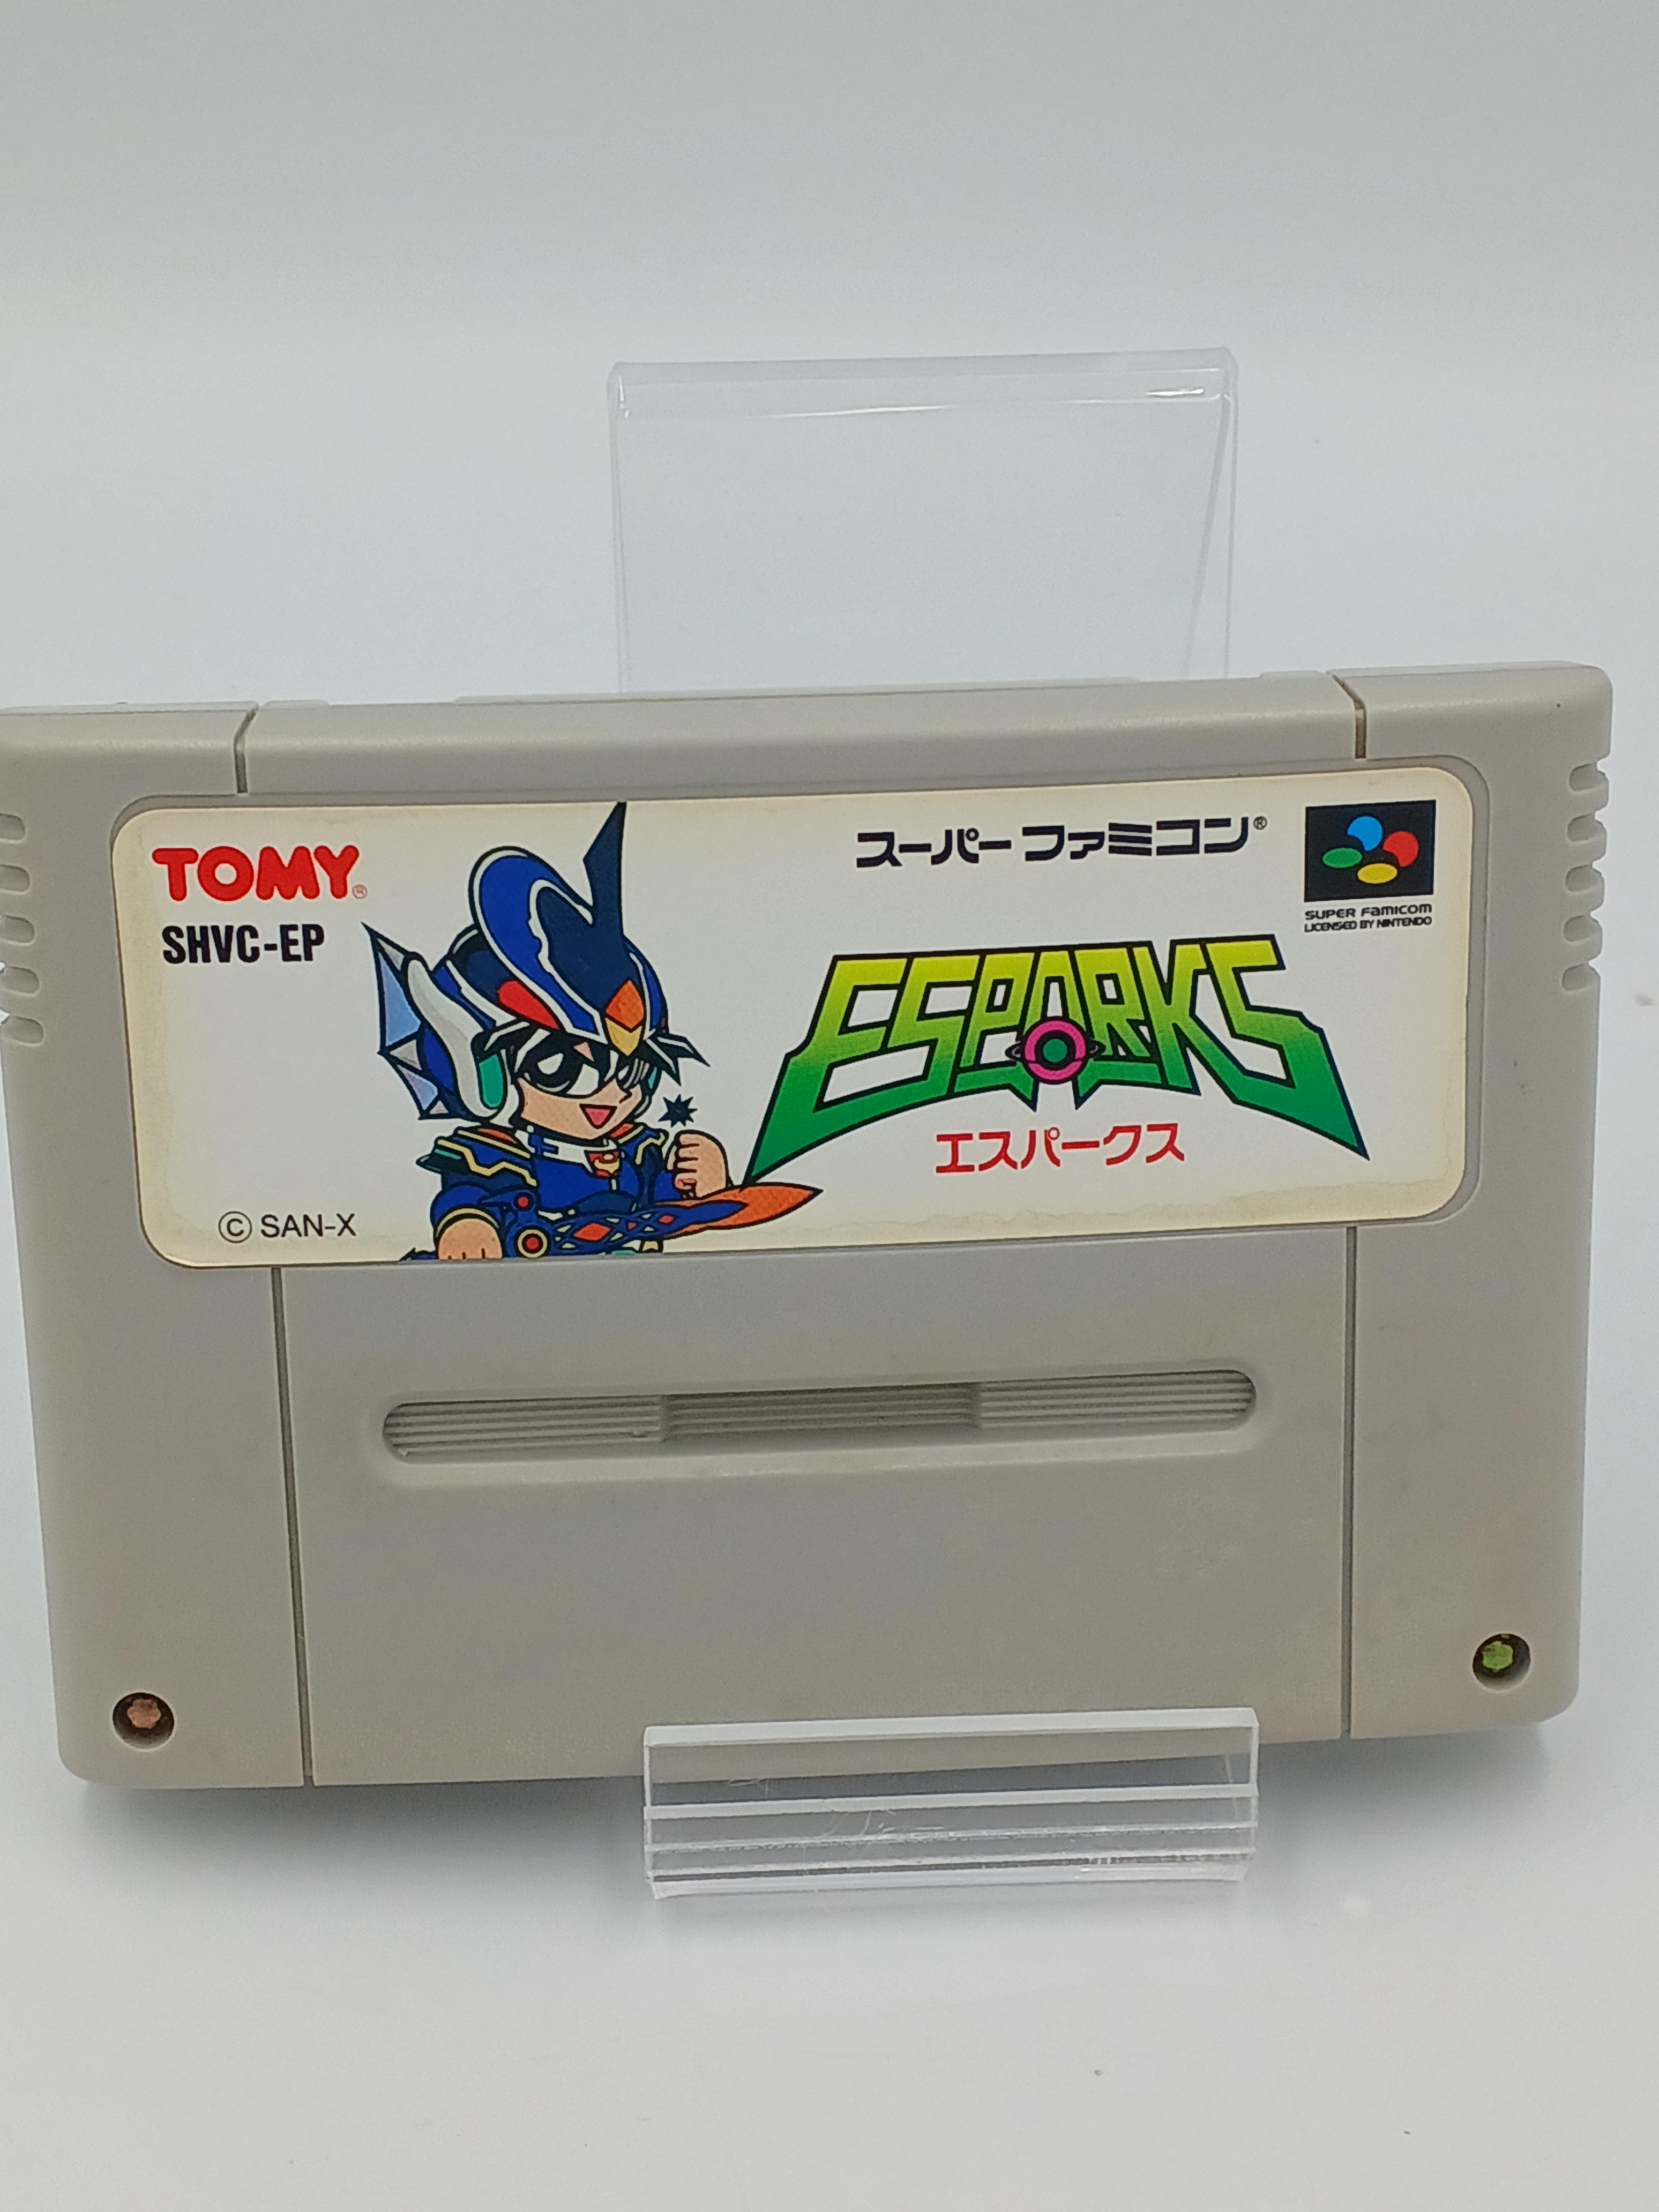 TOMY®
SHVC-EP
スーパーファミコン®
SUPER FAMICOM
LICENSED BY NINTENDO
ESPARKS
エスパークス
© SAN-X